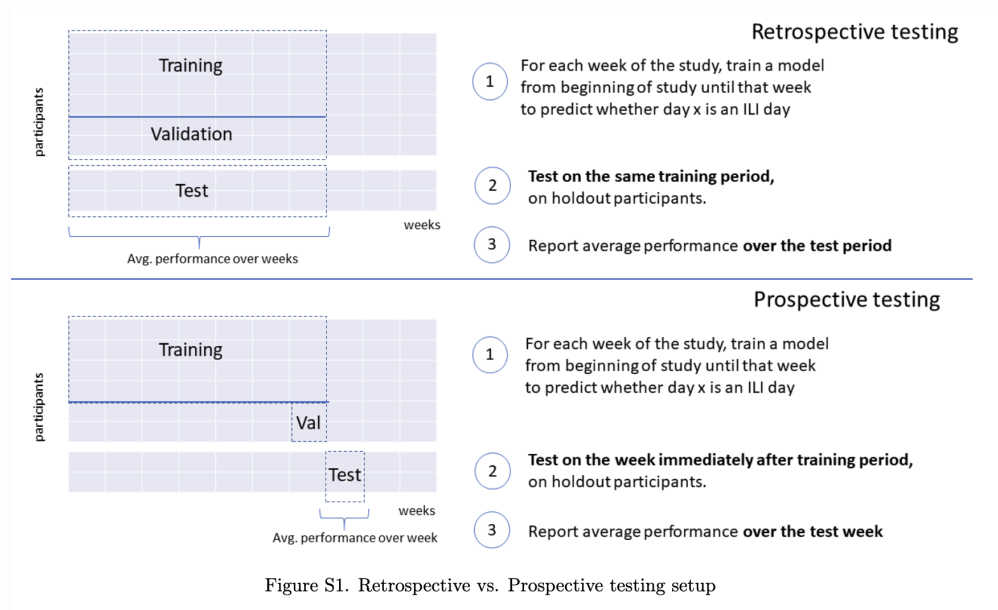 Retrospective testing
participants
Training
Validation
Test
weeks
Avg. performance over weeks
1
For each week of the study, train a model
from beginning of study until that week
to predict whether day x is an ILI day
2
Test on the same training period,
on holdout participants.
3
Report average performance over the test period
Prospective testing
participants
Training
Val
Test
weeks
Avg. performance over week
1
For each week of the study, train a model
from beginning of study until that week
to predict whether day x is an ILI day
2
Test on the week immediately after training period,
on holdout participants.
3
Report average performance over the test week
Figure S1. Retrospective vs. Prospective testing setup